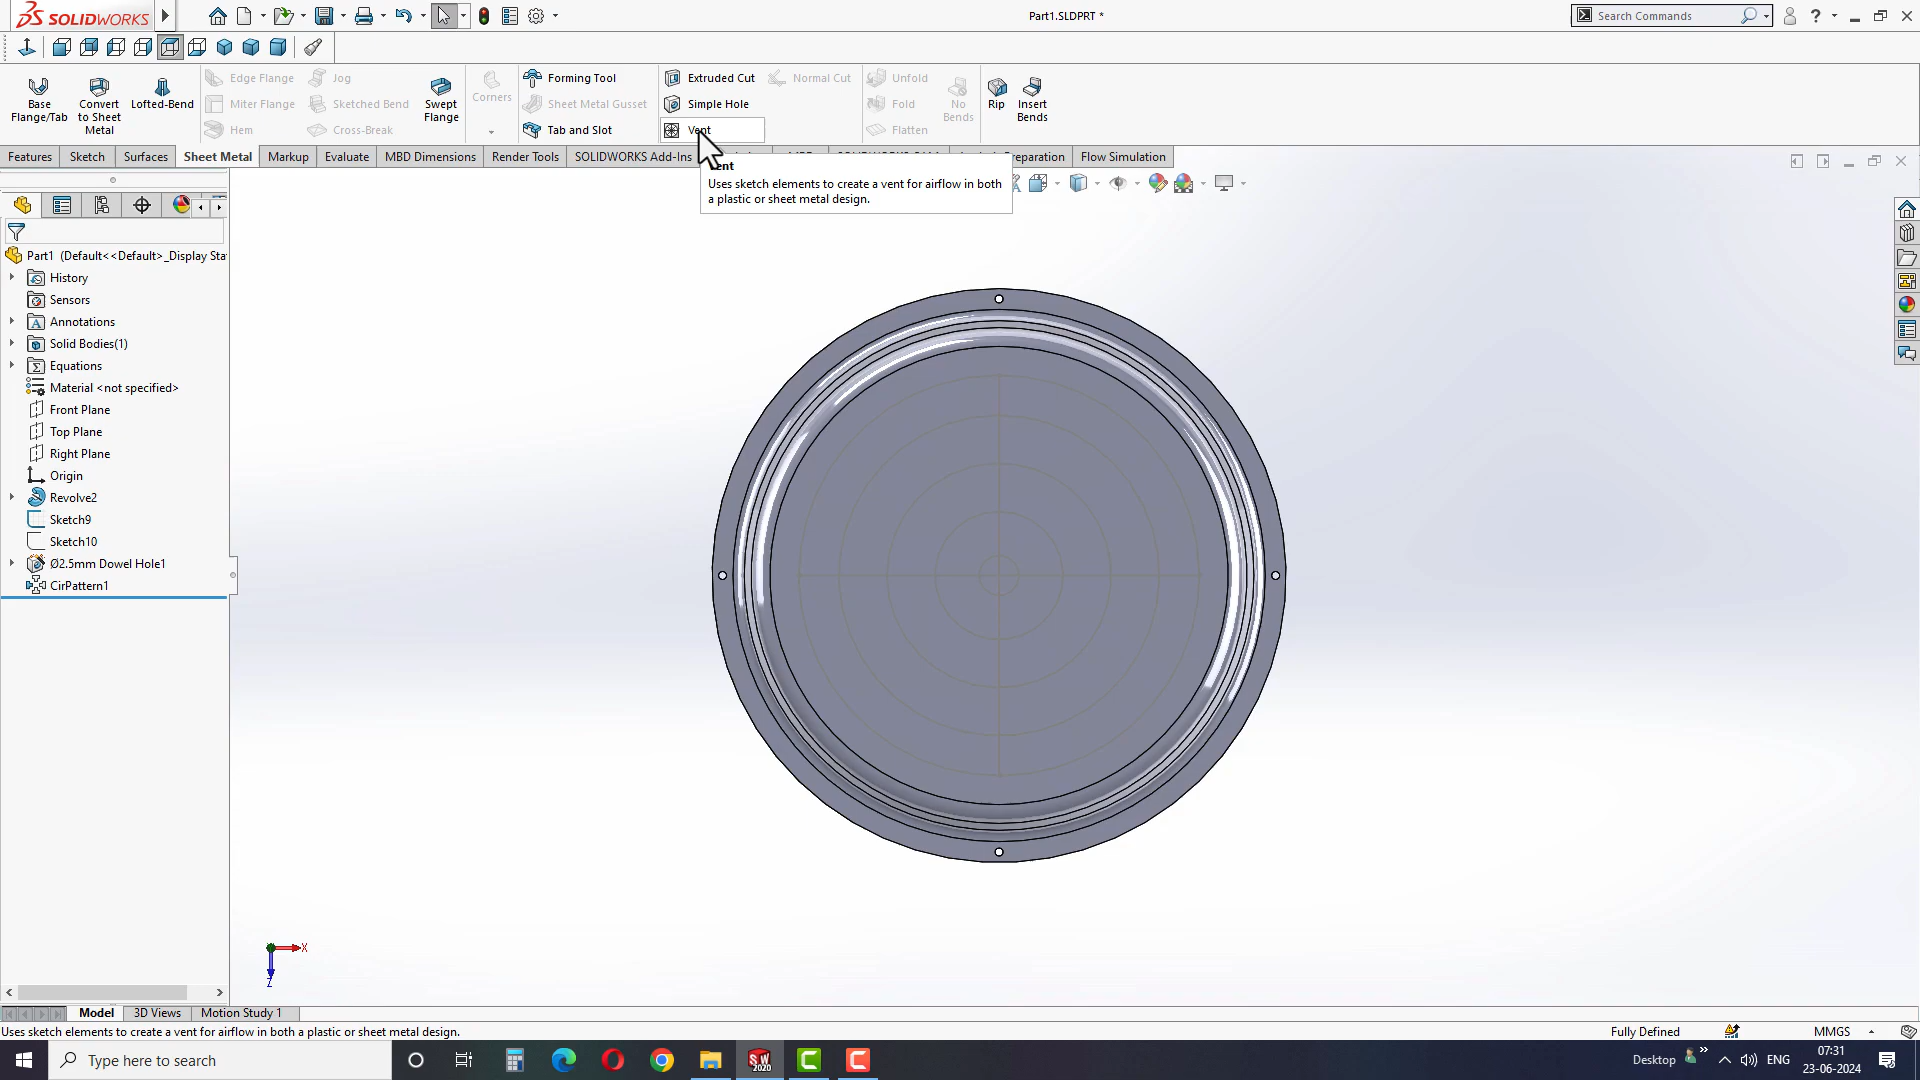 SOLIDWORKS
Part1.SLDPRT *
Search Commands
Base Flange/Tab
Convert to Sheet Metal
Lofted-Bend
Edge Flange
Miter Flange
Hem
Jog
Sketched Bend
Cross-Break
Swept Flange
Corners
Forming Tool
Sheet Metal Gusset
Tab and Slot
Extruded Cut
Simple Hole
Vent
Normal Cut
Unfold
Fold
Flatten
No Bends
Rip
Insert Bends
Features
Sketch
Surfaces
Sheet Metal
Markup
Evaluate
MBD Dimensions
Render Tools
SOLIDWORKS Add-Ins
Preparation
Flow Simulation
Uses sketch elements to create a vent for airflow in both
a plastic or sheet metal design.
Part1 (Default<<Default>_Display Sta
History
Sensors
Annotations
Solid Bodies(1)
Equations
Material <not specified>
Front Plane
Top Plane
Right Plane
Origin
Revolve2
Sketch9
Sketch10
Ø2.5mm Dowel Hole1
CirPattern1
X
Z
Model
3D Views
Motion Study 1
Uses sketch elements to create a vent for airflow in both a plastic or sheet metal design.
Fully Defined
MMGS
Type here to search
Desktop
ENG
07:31
23-06-2024